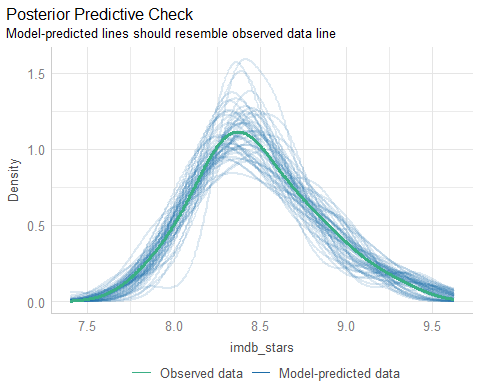 Posterior Predictive Check
Model-predicted lines should resemble observed data line
Density
1.5
1.0
0.5
0.0
7.5 8.0 8.5 9.0 9.5
imdb_stars
Observed data Model-predicted data